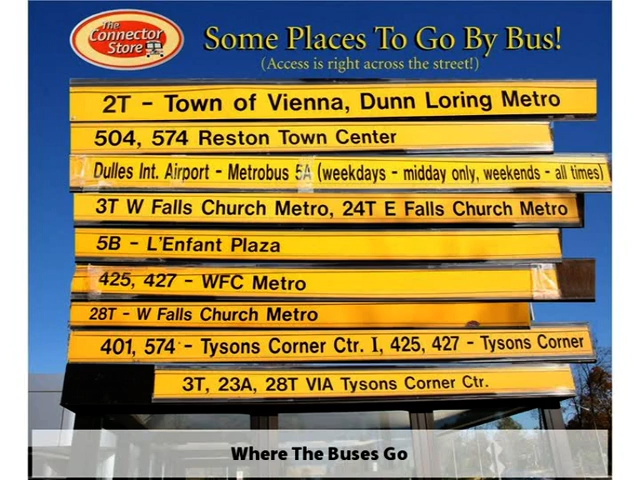 The
Connector
Store
Some Places To Go By Bus!
(Access is right across the street!)
2T - Town of Vienna, Dunn Loring Metro
504, 574 Reston Town Center
Dulles Int. Airport - Metrobus 5A (weekdays - midday only, weekends - all times)
3T W Falls Church Metro, 24T E Falls Church Metro
5B - L'Enfant Plaza
425, 427 - WFC Metro
28T - W Falls Church Metro
401, 574 - Tysons Corner Ctr. I, 425, 427 - Tysons Corner
3T, 23A, 28T VIA Tysons Corner Ctr.
Where The Buses Go